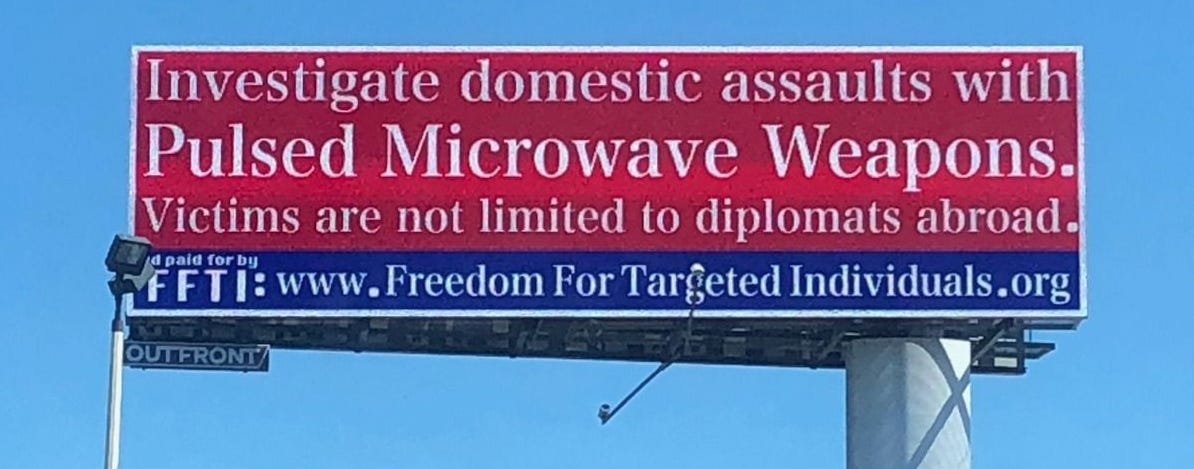 Investigate domestic assaults with
Pulsed Microwave Weapons.
Victims are not limited to diplomats abroad.
d paid for by
FFTI: www.Freedom For Targeted Individuals.org
OUTFRONT